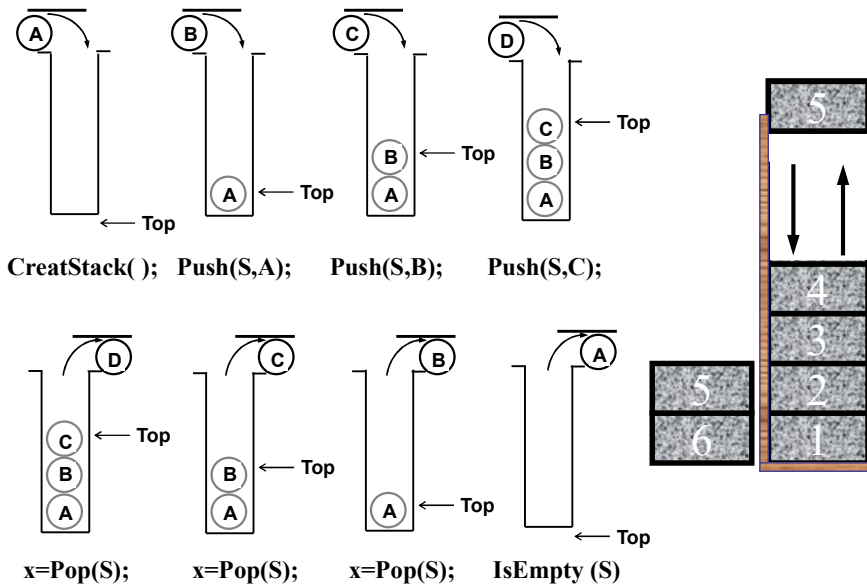 A
B
C
D
5
C
B
B
Top
Top
A
A
Top
A
Top
CreatStack( );
Push(S,A);
Push(S,B);
Push(S,C);
4
3
D
C
B
A
5
2
C
Top
B
B
Top
6
1
A
A
A
Top
Top
x=Pop(S);
x=Pop(S);
x=Pop(S);
IsEmpty (S)